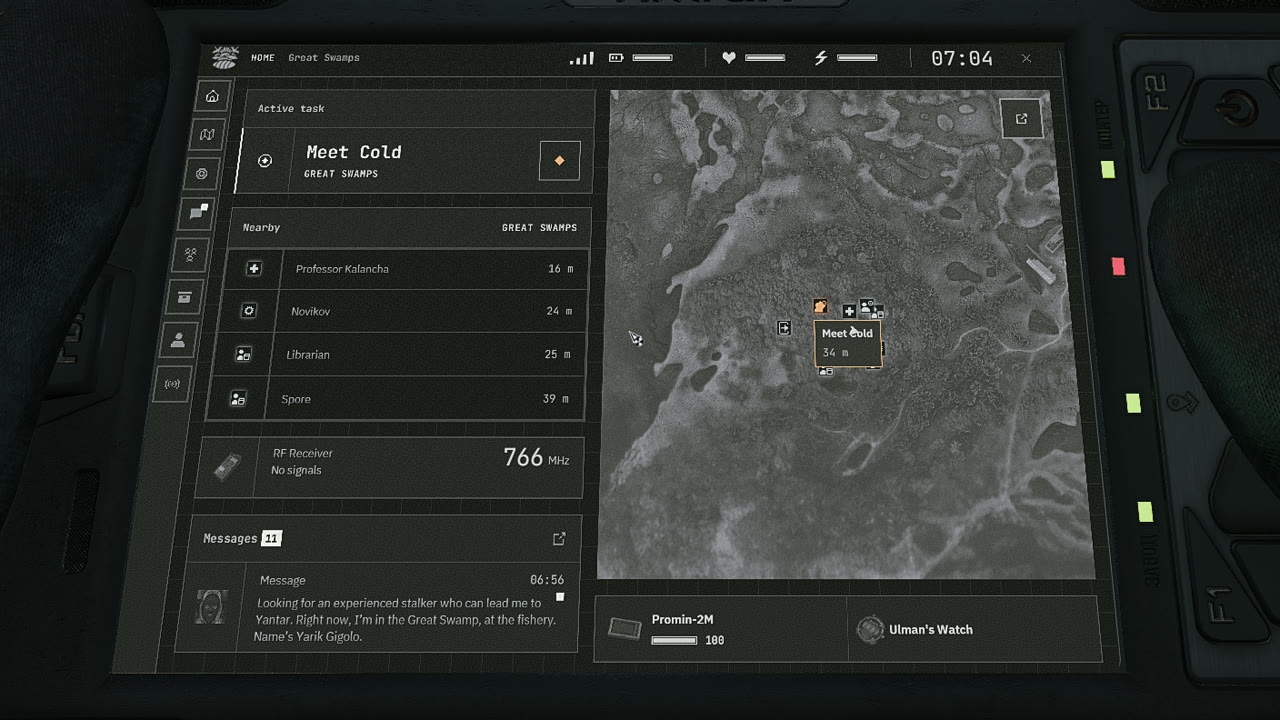 HOME Great Swamps
07:04
Active task
Meet Cold
GREAT SWAMPS
Nearby GREAT SWAMPS
Professor Kalancha 16 m
Novikov 24 m
Librarian 25 m
Spore 39 m
RF Receiver
No signals
766 MHz
Messages 11
Message 06:56
Looking for an experienced stalker who can lead me to
Yantar. Right now, I'm in the Great Swamp, at the fishery.
Name's Yarik Gigolo.
Meet Cold
34 m
Promin-2M
100
Ulman's Watch
F2
F1